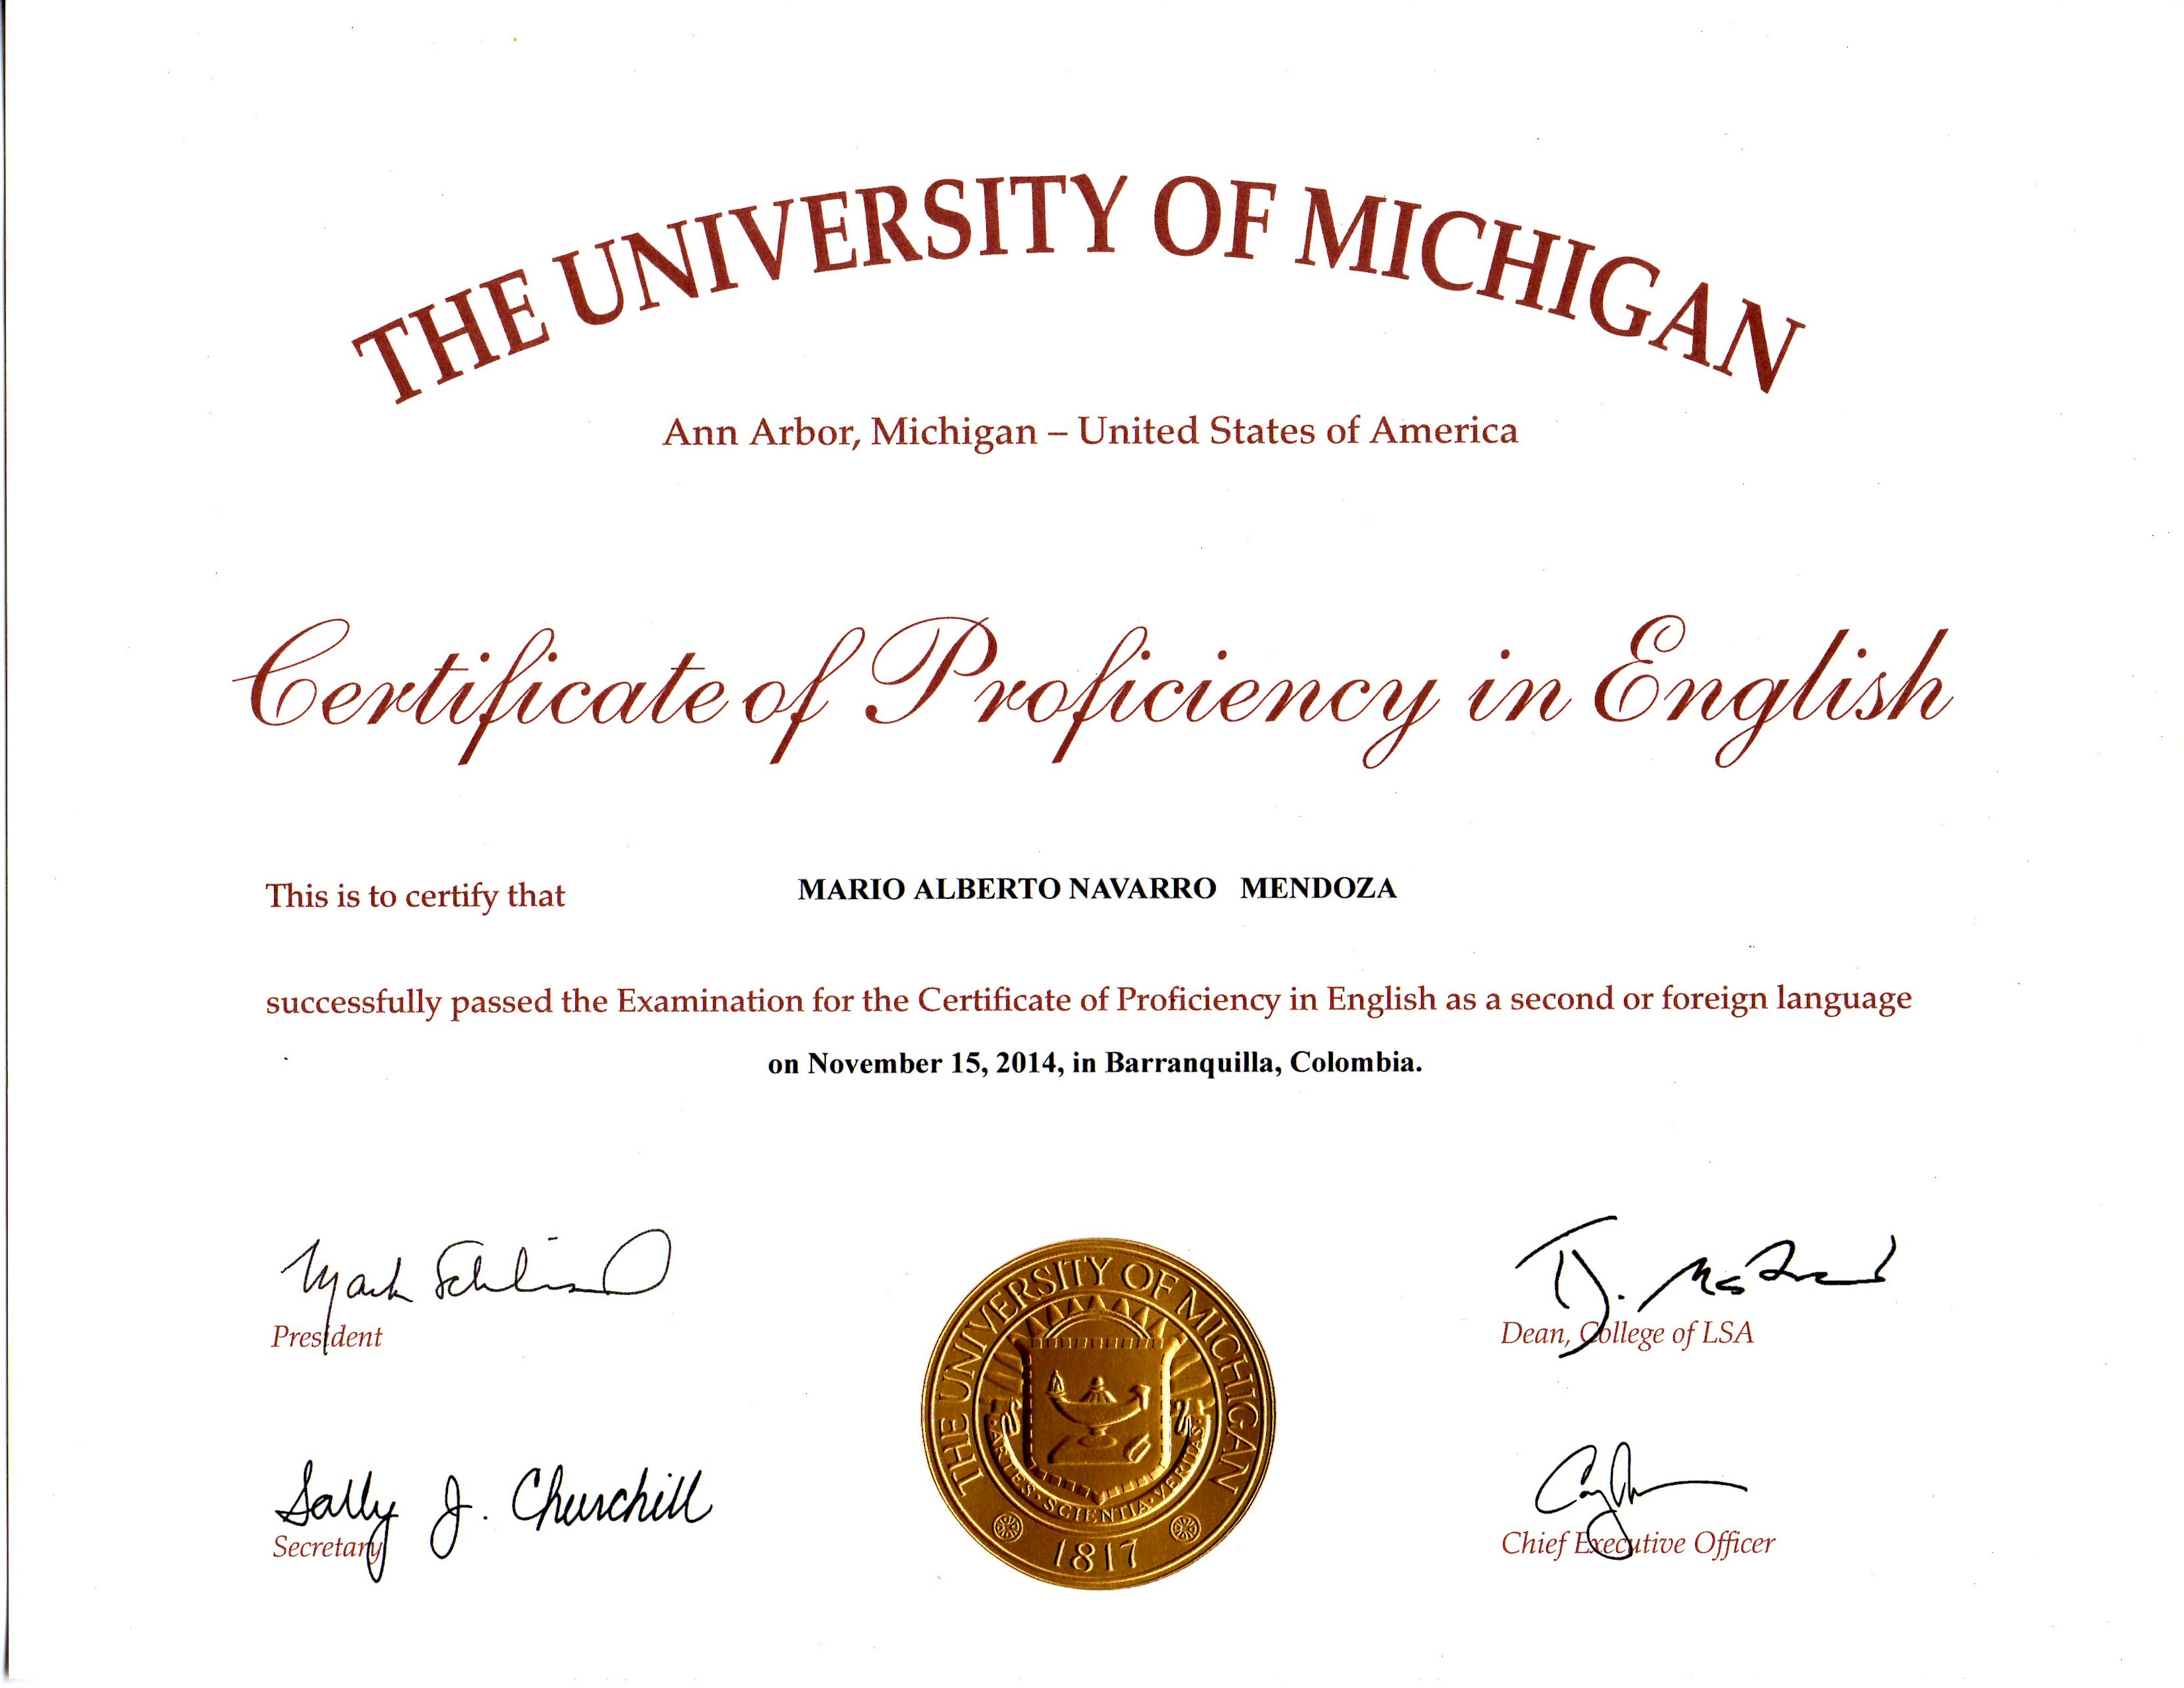 THE UNIVERSITY OF MICHIGAN
Ann Arbor, Michigan – United States of America
Certificate of Proficiency in English
This is to certify that MARIO ALBERTO NAVARRO MENDOZA
successfully passed the Examination for the Certificate of Proficiency in English as a second or foreign language
on November 15, 2014, in Barranquilla, Colombia.
Mark
President
Dean, College of LSA
THE UNIVERSITY OF MICHIGAN
ARTES · SCIENTIA · VERITAS
1817
Sally J. Churchill
Secretary
Chief Executive Officer